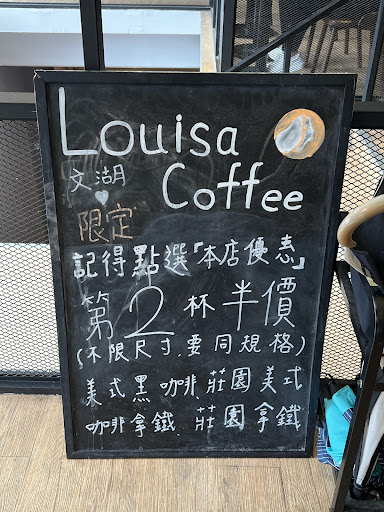 Louisa
Coffee
文湖
限定
記得點選「本店優惠」
第2杯半價
(不限尺寸,要同規格)
美式黑咖啡.莊園美式
咖啡拿鐵.莊園拿鐵